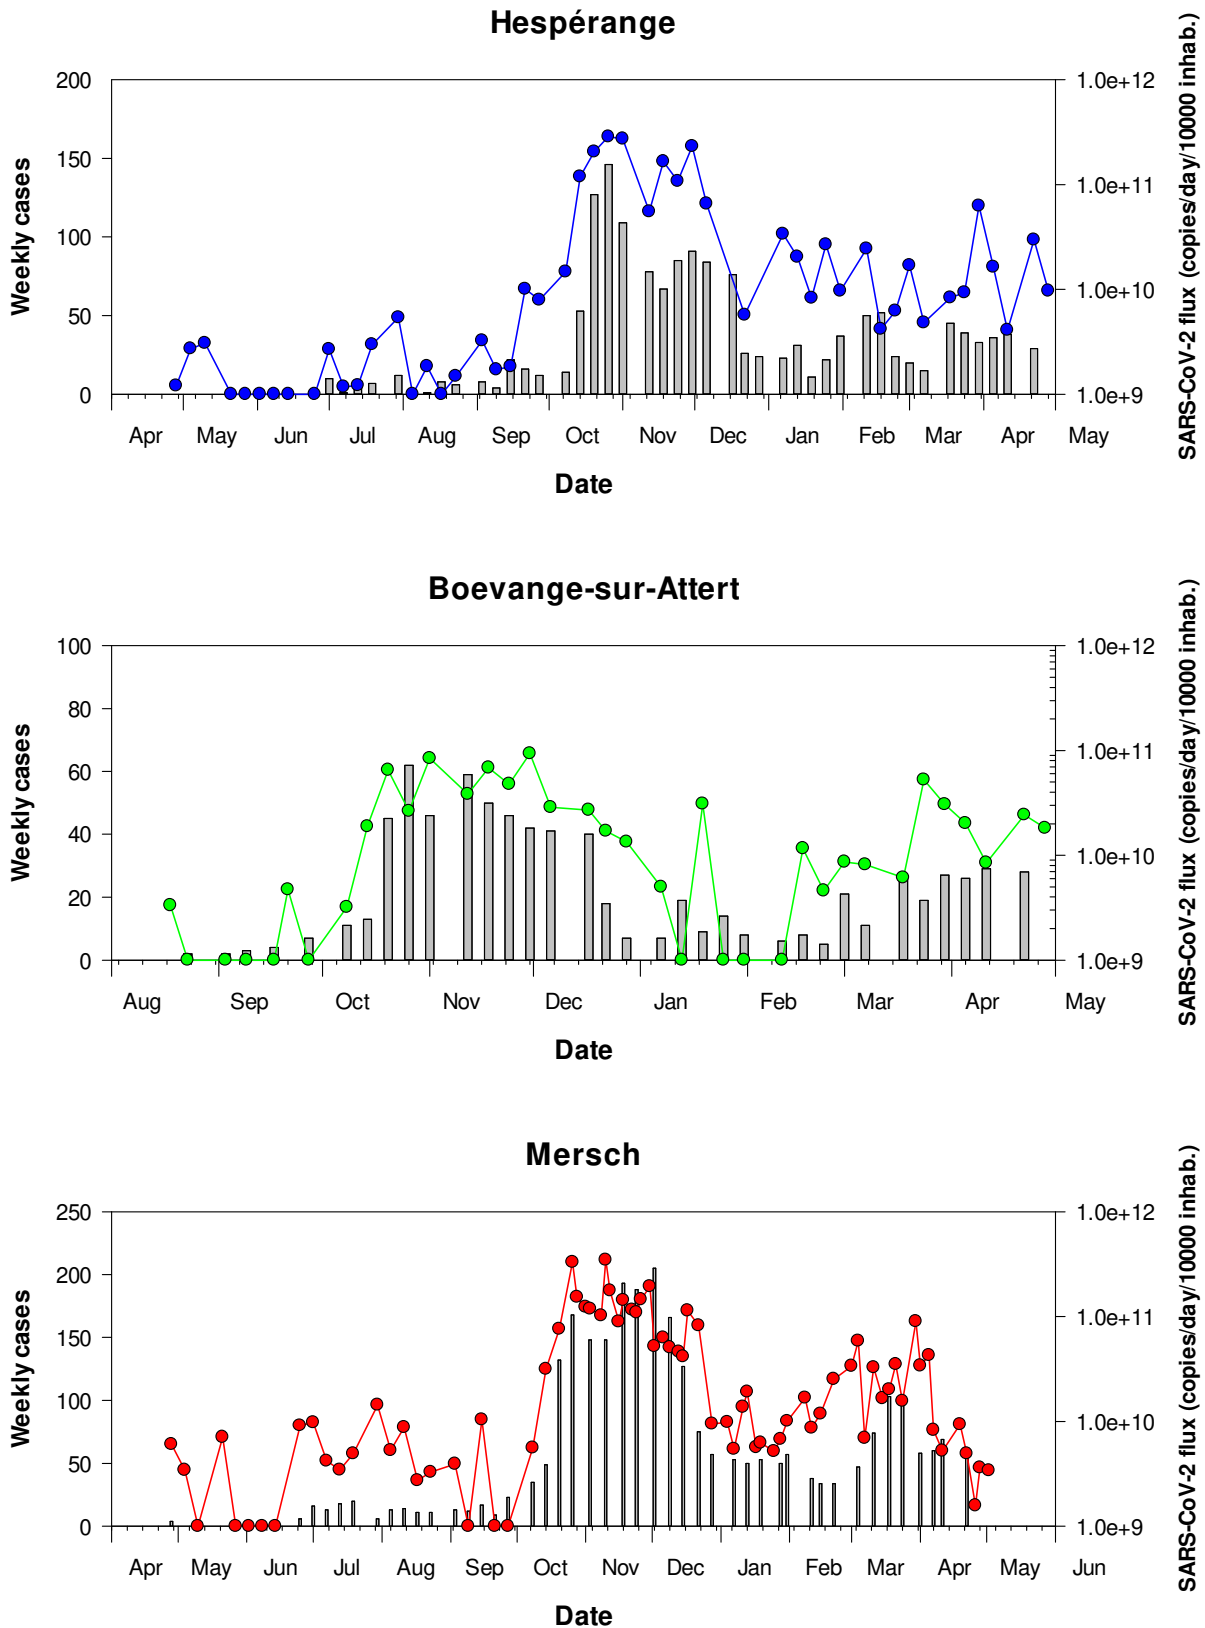 Hespérange
Weekly cases
SARS-CoV-2 flux (copies/day/10000 inhab.)
200
150
100
50
0
1.0e+12
1.0e+11
1.0e+10
1.0e+9
Apr May Jun Jul Aug Sep Oct Nov Dec Jan Feb Mar Apr May
Date
Boevange-sur-Attert
Weekly cases
SARS-CoV-2 flux (copies/day/10000 inhab.)
100
80
60
40
20
0
1.0e+12
1.0e+11
1.0e+10
1.0e+9
Aug Sep Oct Nov Dec Jan Feb Mar Apr May
Date
Mersch
Weekly cases
SARS-CoV-2 flux (copies/day/10000 inhab.)
250
200
150
100
50
0
1.0e+12
1.0e+11
1.0e+10
1.0e+9
Apr May Jun Jul Aug Sep Oct Nov Dec Jan Feb Mar Apr May Jun
Date